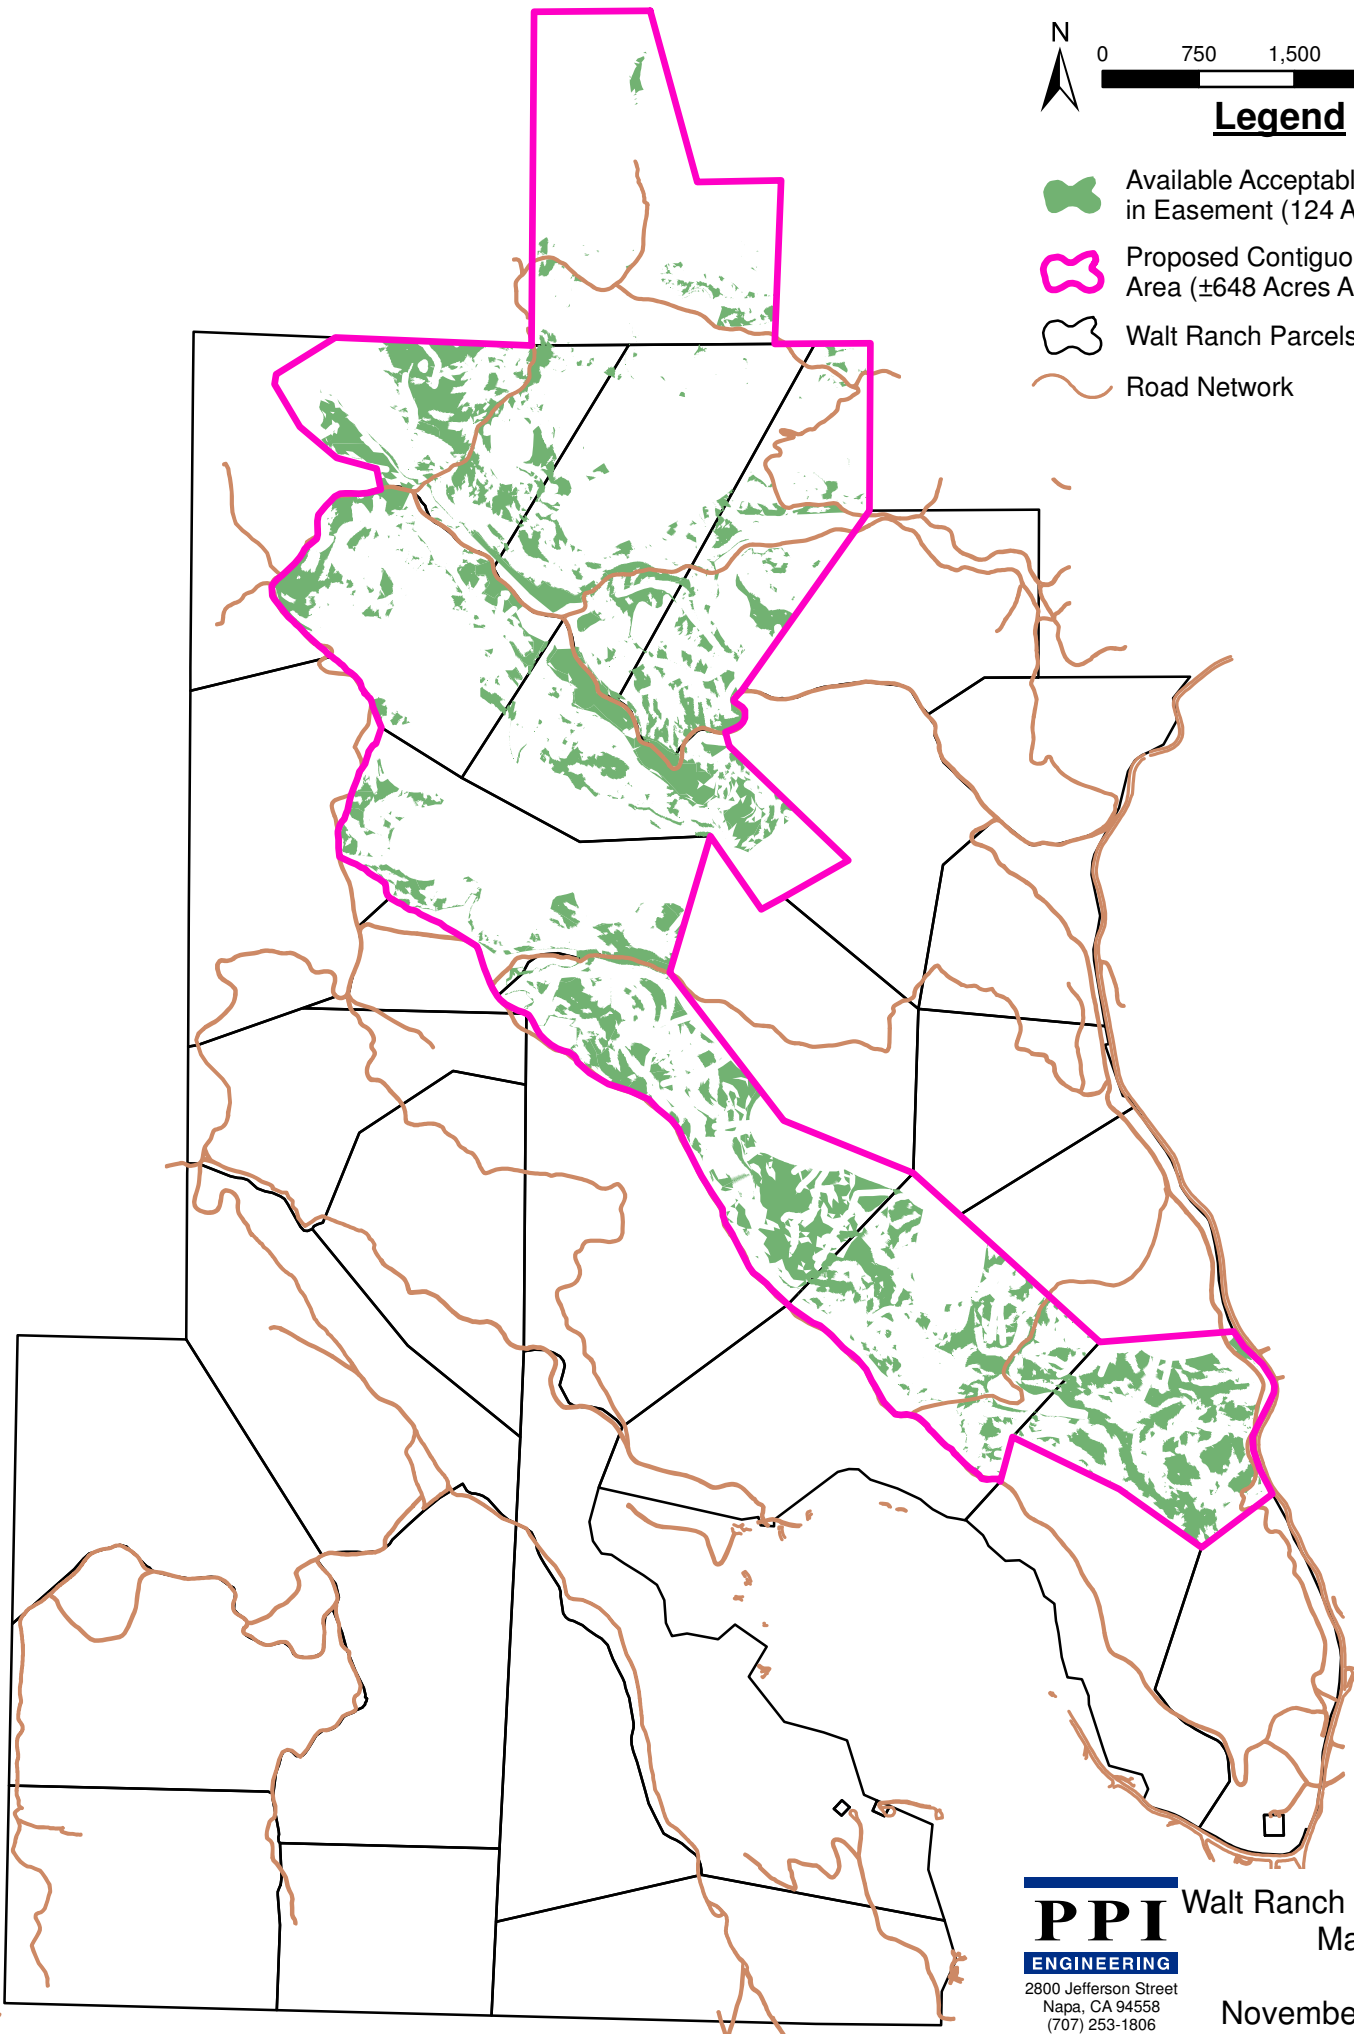 N
0 750 1,500
Legend
Available Acceptabl
in Easement (124 A
Proposed Contiguo
Area (±648 Acres A
Walt Ranch Parcels
Road Network
PPI
ENGINEERING
2800 Jefferson Street
Napa, CA 94558
(707) 253-1806
Walt Ranch
Ma
Novembe